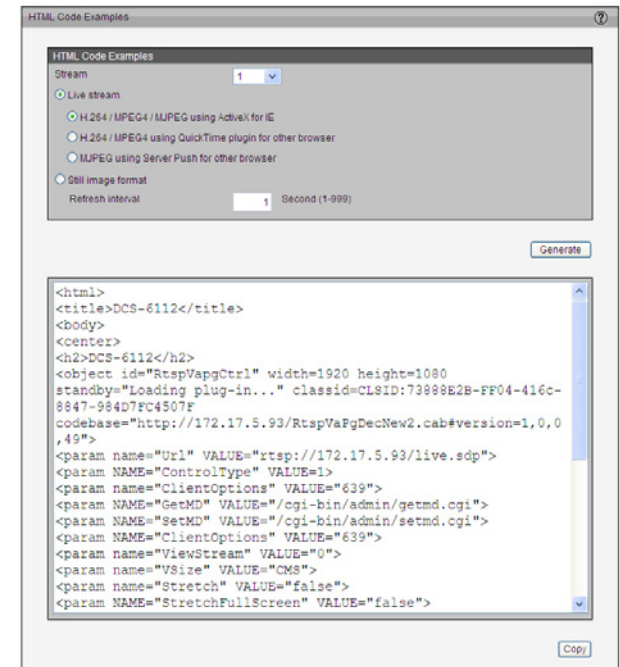 HTML Code Examples
HTML Code Examples
Stream 1
Live stream
H.264 / MPEG4 / MJPEG using ActiveX for IE
H.264 / MPEG4 using QuickTime plugin for other browser
MJPEG using Server Push for other browser
Still image format
Refresh interval 1 Second (1-999)
Generate
<html>
<title>DCS-6112</title>
<body>
<center>
<h2>DCS-6112</h2>
<object id="RtspVapgCtrl" width=1920 height=1080
standby="Loading plug-in..." classid=CLSID:73888E2B-FF04-416c-
8847-984D7FC4507F
codebase="http://172.17.5.93/RtspVaPgDecNew2.cab#version=1,0,0
,49">
<param name="Url" VALUE="rtsp://172.17.5.93/live.sdp">
<param NAME="ControlType" VALUE=1>
<param name="ClientOptions" VALUE="639">
<param NAME="GetMD" VALUE="/cgi-bin/admin/getmd.cgi">
<param NAME="SetMD" VALUE="/cgi-bin/admin/setmd.cgi">
<param name="ClientOptions" VALUE="639">
<param name="ViewStream" VALUE="0">
<param name="VSize" VALUE="CMS">
<param NAME="Stretch" VALUE="false">
<param NAME="StretchFullScreen" VALUE="false">
Copy